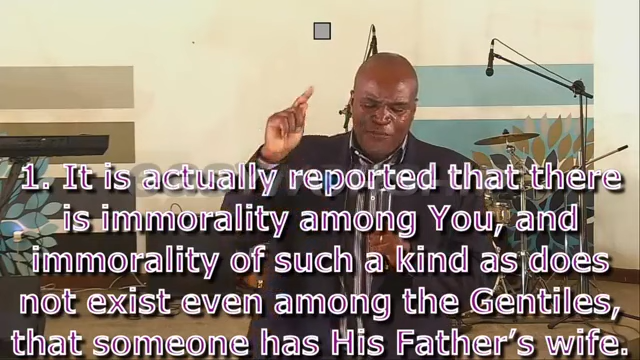 1. It is actually reported that there
is immorality among You, and
immorality of such a kind as does
not exist even among the Gentiles,
that someone has His Father's wife.